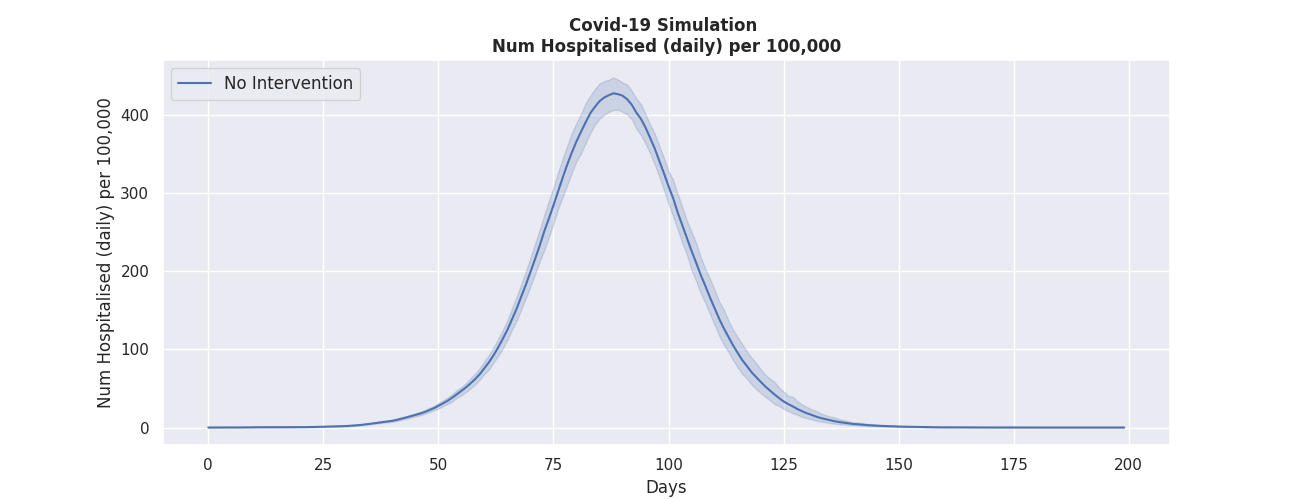 Covid-19 Simulation
Num Hospitalised (daily) per 100,000
No Intervention
Num Hospitalised (daily) per 100,000
400
300
200
100
0
0 25 50 75 100 125 150 175 200
Days